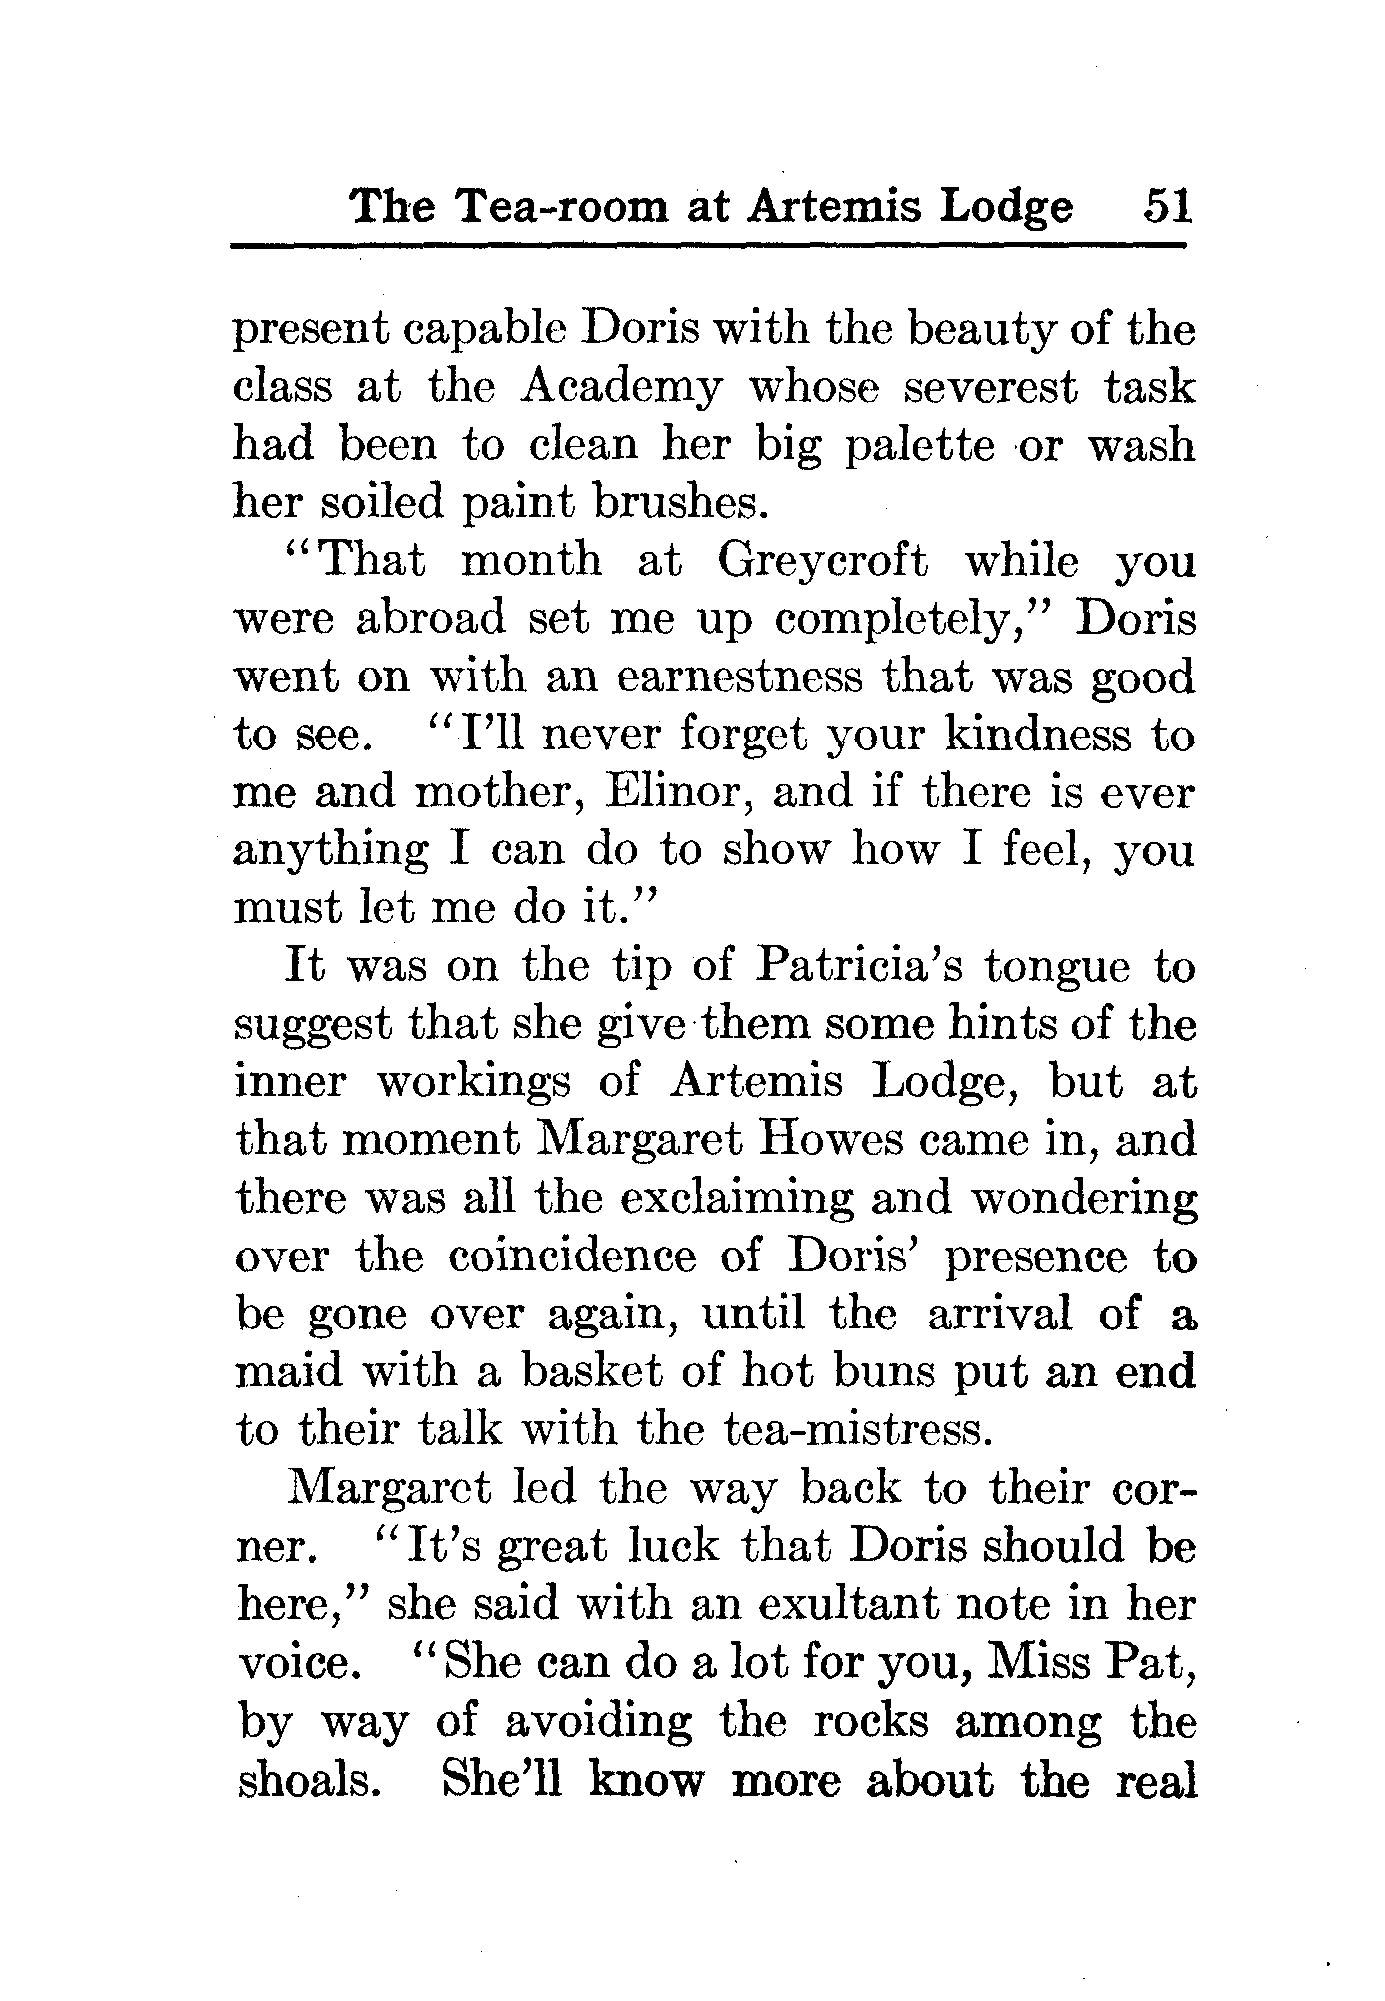 The Tea-room at Artemis Lodge 51
present capable Doris with the beauty of the
class at the Academy whose severest task
had been to clean her big palette or wash
her soiled paint brushes.
"That month at Greycroft while you
were abroad set me up completely," Doris
went on with an earnestness that was good
to see. "I'll never forget your kindness to
me and mother, Elinor, and if there is ever
anything I can do to show how I feel, you
must let me do it."
It was on the tip of Patricia's tongue to
suggest that she give them some hints of the
inner workings of Artemis Lodge, but at
that moment Margaret Howes came in, and
there was all the exclaiming and wondering
over the coincidence of Doris' presence to
be gone over again, until the arrival of a
maid with a basket of hot buns put an end
to their talk with the tea-mistress.
Margaret led the way back to their cor-
ner. "It's great luck that Doris should be
here," she said with an exultant note in her
voice. "She can do a lot for you, Miss Pat,
by way of avoiding the rocks among the
shoals. She'll know more about the real